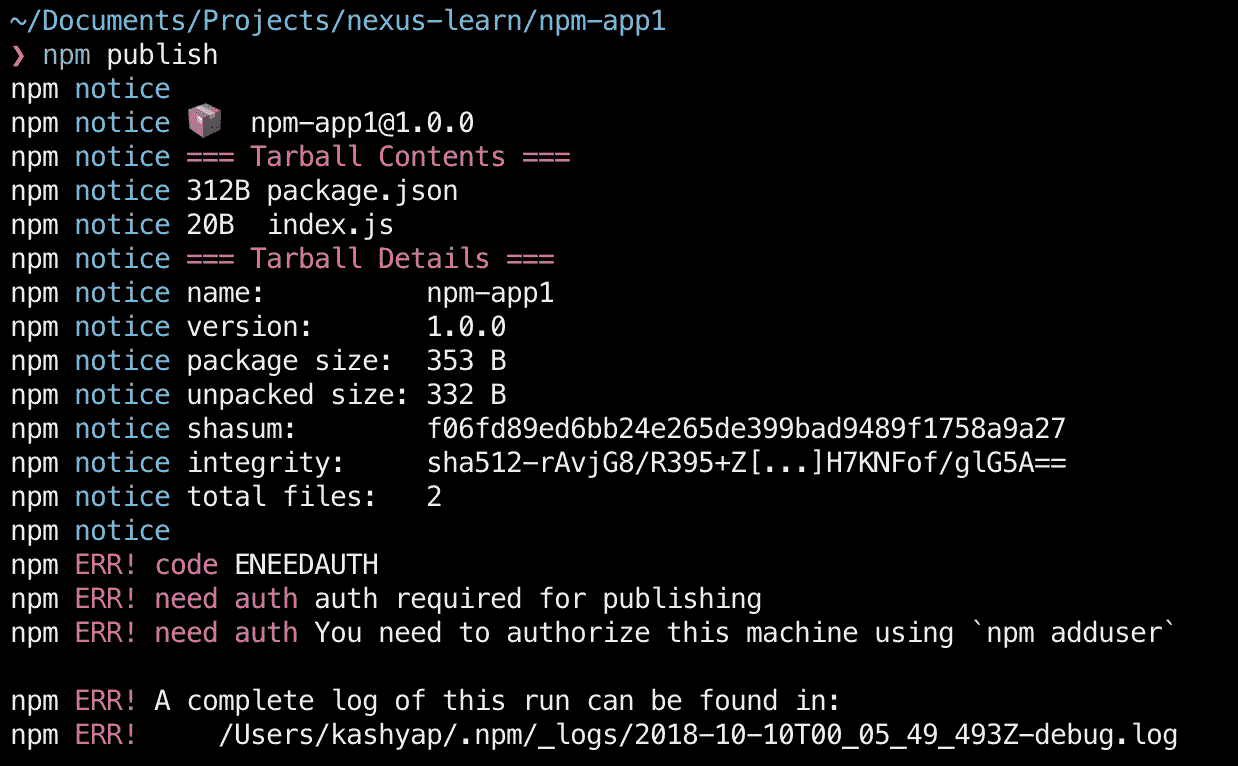 ~/Documents/Projects/nexus-learn/npm-app1
❯ npm publish
npm notice
npm notice 📦  npm-app1@1.0.0
npm notice === Tarball Contents ===
npm notice 312B package.json
npm notice 20B  index.js
npm notice === Tarball Details ===
npm notice name:          npm-app1
npm notice version:       1.0.0
npm notice package size:  353 B
npm notice unpacked size: 332 B
npm notice shasum:        f06fd89ed6bb24e265de399bad9489f1758a9a27
npm notice integrity:     sha512-rAvjG8/R395+Z[...]H7KNFof/glG5A==
npm notice total files:   2
npm notice
npm ERR! code ENEEDAUTH
npm ERR! need auth auth required for publishing
npm ERR! need auth You need to authorize this machine using `npm adduser`
npm ERR! A complete log of this run can be found in:
npm ERR!     /Users/kashyap/.npm/_logs/2018-10-10T00_05_49_493Z-debug.log